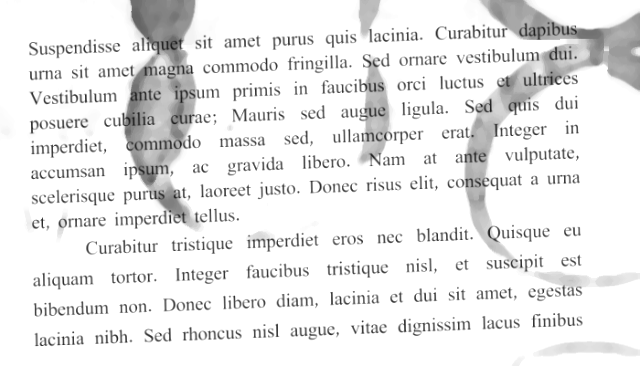 Suspendisse aliquet sit amet purus quis lacinia. Curabitur dapibus
urna sit amet magna commodo fringilla. Sed ornare vestibulum dui.
Vestibulum ante ipsum primis in faucibus orci luctus et ultrices
posuere cubilia curae; Mauris sed augue ligula. Sed quis dui
imperdiet, commodo massa sed, ullamcorper erat. Integer in
accumsan ipsum, ac gravida libero. Nam at ante vulputate,
scelerisque purus at, laoreet justo. Donec risus elit, consequat a urna
et, ornare imperdiet tellus.
Curabitur tristique imperdiet eros nec blandit. Quisque eu
aliquam tortor. Integer faucibus tristique nisl, et suscipit est
bibendum non. Donec libero diam, lacinia et dui sit amet, egestas
lacinia nibh. Sed rhoncus nisl augue, vitae dignissim lacus finibus